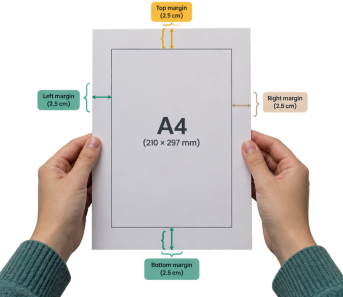 Top margin
(2.5 cm)
Left margin
(2.5 cm)
Right margin
(2.5 cm)
A4
(210 × 297 mm)
Bottom margin
(2.5 cm)